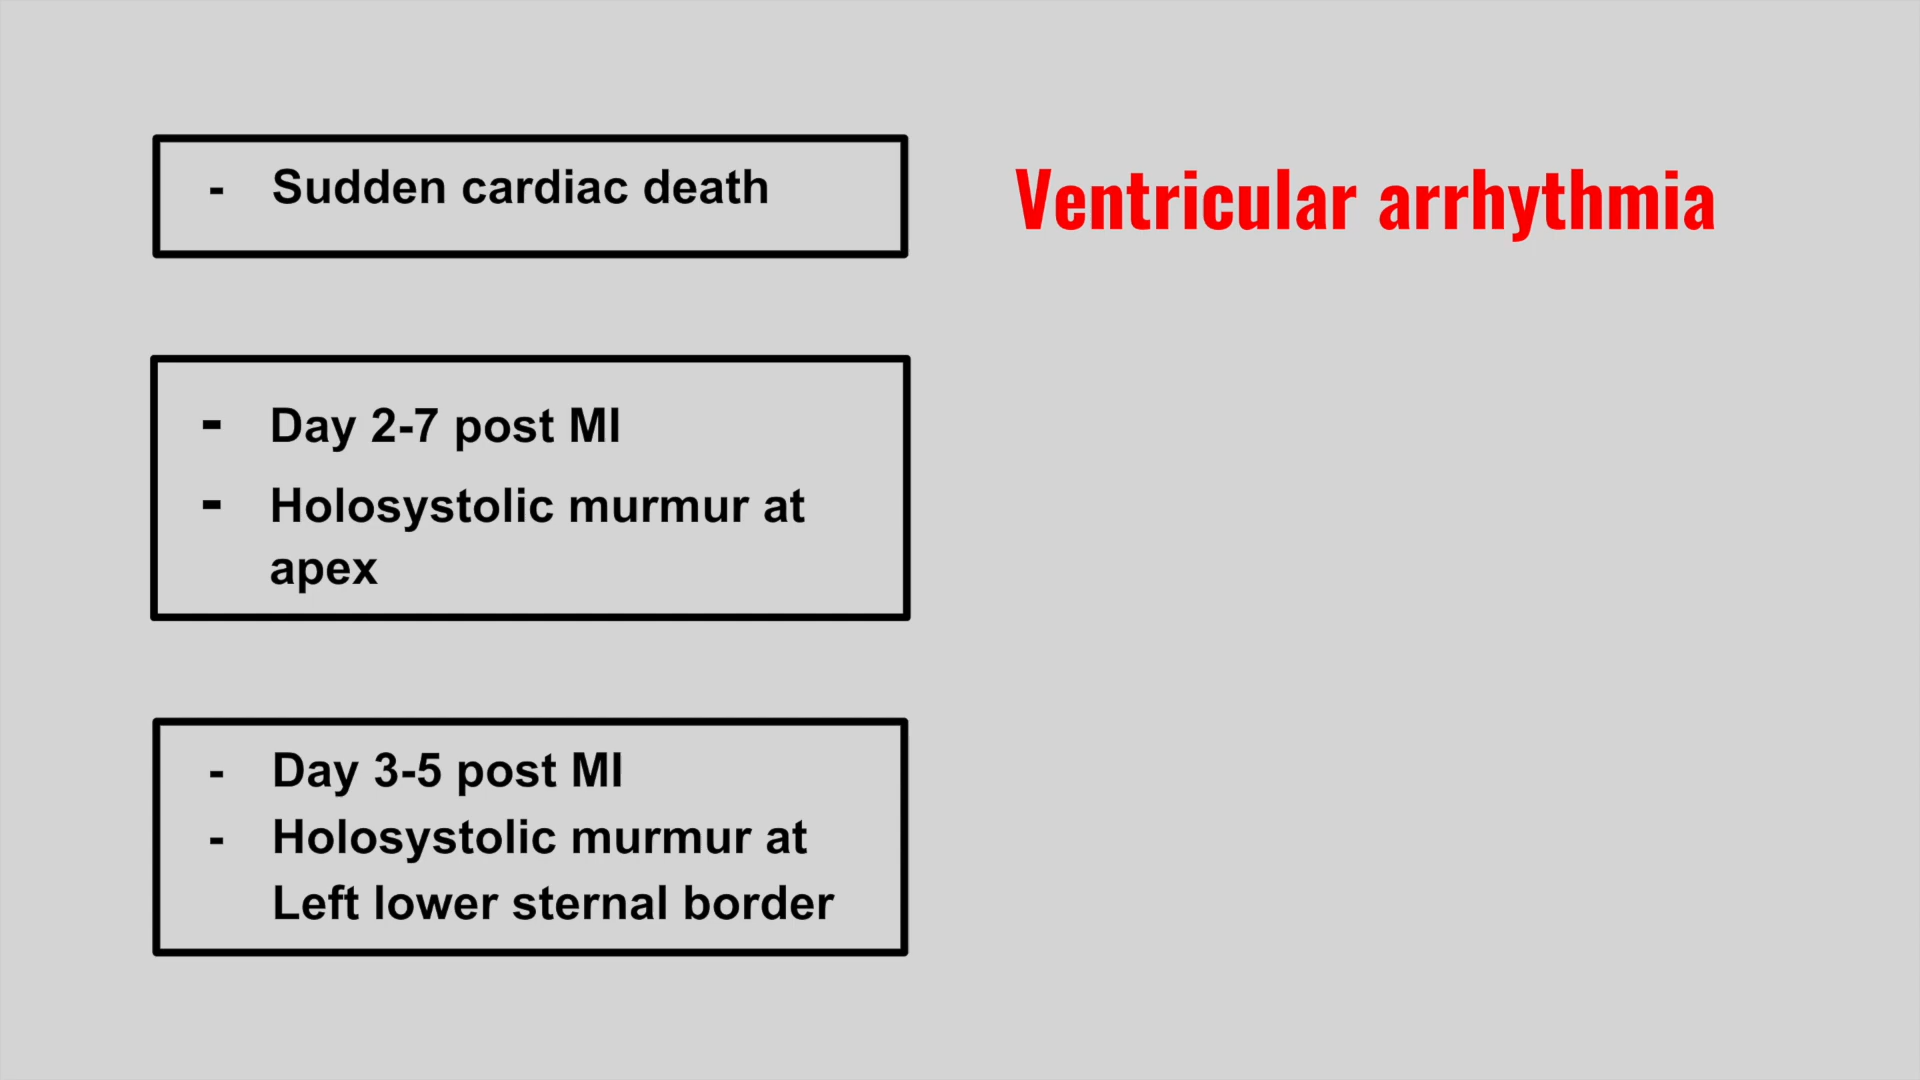 - Sudden cardiac death
Ventricular arrhythmia
- Day 2-7 post MI
- Holosystolic murmur at
apex
- Day 3-5 post MI
- Holosystolic murmur at
Left lower sternal border